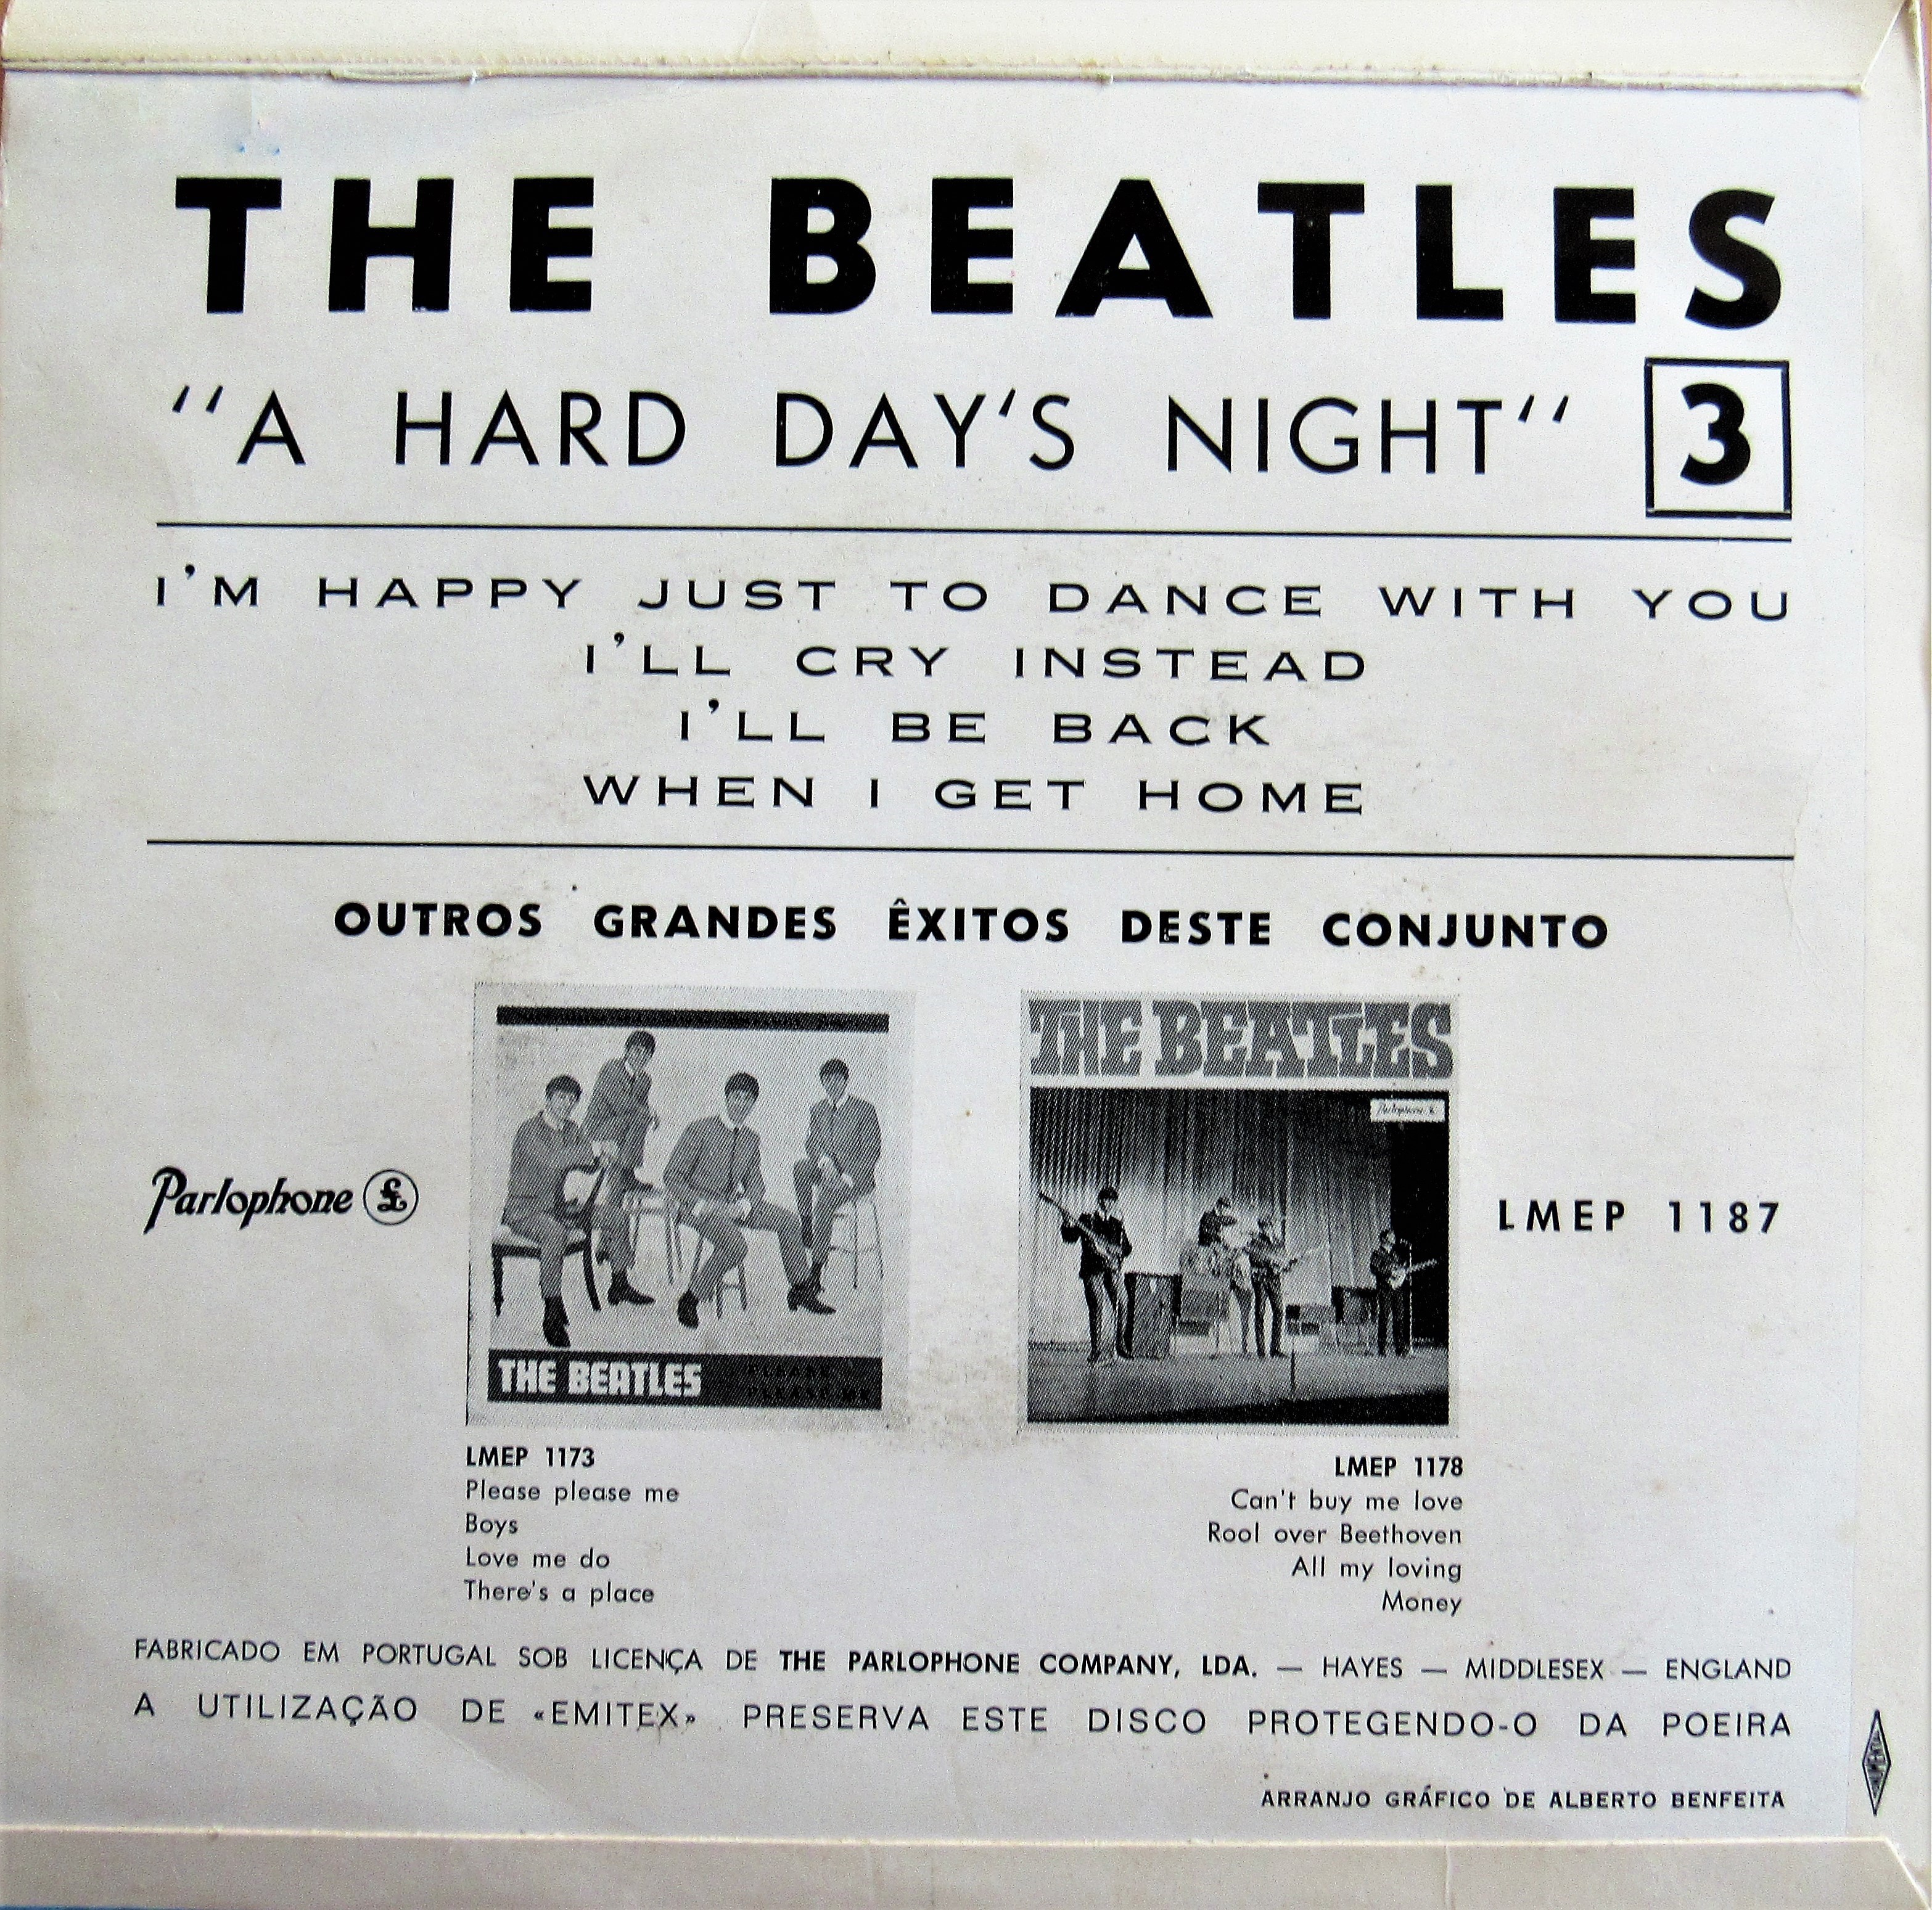 THE BEATLES
"A HARD DAY'S NIGHT" 3
I'M HAPPY JUST TO DANCE WITH YOU
I'LL CRY INSTEAD
I'LL BE BACK
WHEN I GET HOME
OUTROS GRANDES ÊXITOS DESTE CONJUNTO
THE BEATLES
Parlophone £
Parlophone £
LMEP 1187
THE BEATLES PLEASE
PLEASE ME
LMEP 1173
Please please me
Boys
Love me do
There's a place
LMEP 1178
Can't buy me love
Rool over Beethoven
All my loving
Money
FABRICADO EM PORTUGAL SOB LICENÇA DE THE PARLOPHONE COMPANY, LDA. — HAYES — MIDDLESEX — ENGLAND
A UTILIZAÇÃO DE «EMITEX» PRESERVA ESTE DISCO PROTEGENDO-O DA POEIRA
ARRANJO GRÁFICO DE ALBERTO BENFEITA